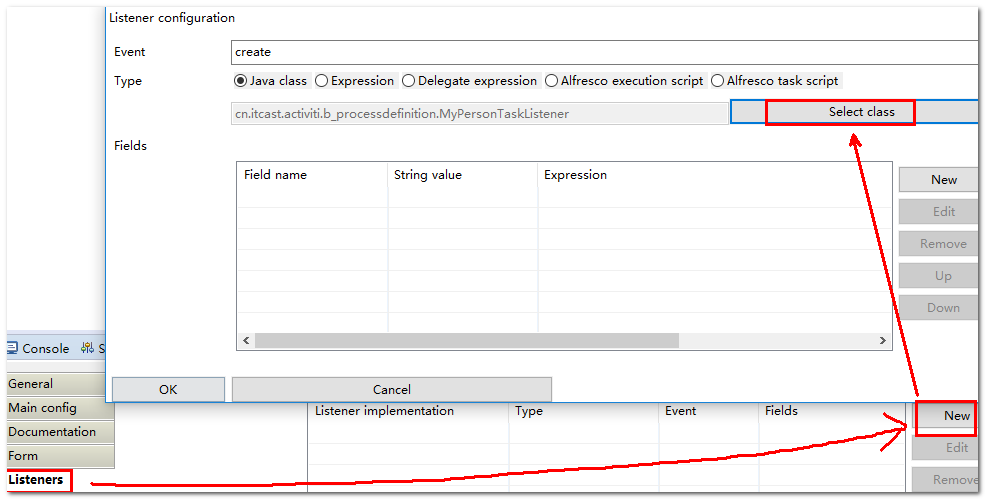 Listener configuration
Event
create
Type
Java class
Expression
Delegate expression
Alfresco execution script
Alfresco task script
cn.itcast.activiti.b_processdefinition.MyPersonTaskListener
Select class
Fields
Field name
String value
Expression
New
Edit
Remove
Up
Down
OK
Cancel
Console
S
General
Main config
Documentation
Form
Listeners
Listener implementation
Type
Event
Fields
New
Edit
Remove